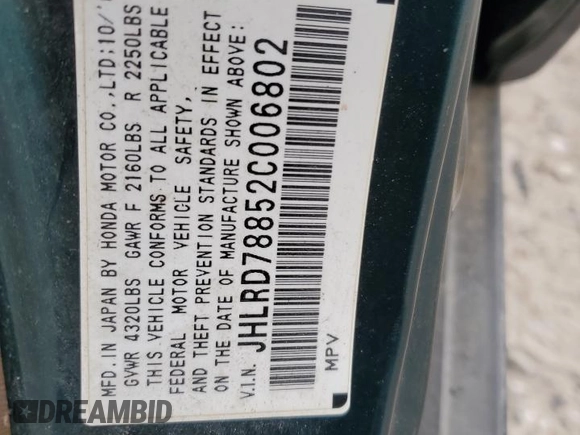 MFD. IN JAPAN BY HONDA MOTOR CO., LTD:10/
GVWR 4320LBS GAWR F 2160LBS R 2250LBS
THIS VEHICLE CONFORMS TO ALL APPLICABLE
FEDERAL MOTOR VEHICLE SAFETY,
AND THEFT PREVENTION STANDARDS IN EFFECT
ON THE DATE OF MANUFACTURE SHOWN ABOVE:
V.I.N. JHLRD78852C006802
MPV
DREAMBID